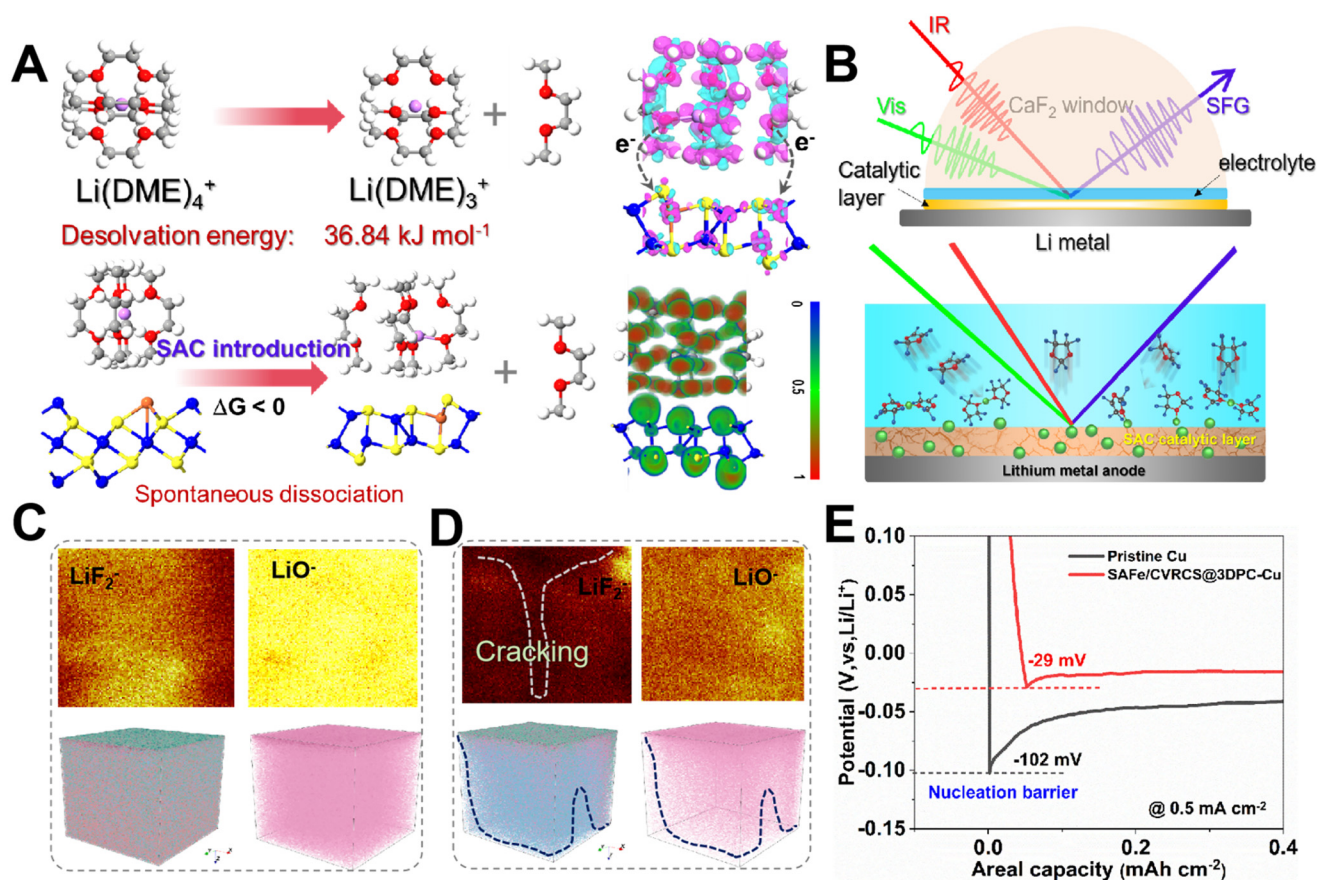 A
Li(DME)₄⁺
+
Li(DME)₃⁺
Desolvation energy: 36.84 kJ mol⁻¹
SAC introduction
ΔG < 0
+
Spontaneous dissociation
e⁻
e⁻
0
0.5
1
B
IR
Vis
CaF₂ window
SFG
Catalytic
layer
electrolyte
Li metal
SAC catalytic layer
Lithium metal anode
C
LiF₂⁻
LiO⁻
D
LiF₂⁻
Cracking
LiO⁻
E
Potential (V,vs,Li/Li⁺)
0.10
0.05
0.00
-0.05
-0.10
-0.15
Pristine Cu
SAFe/CVRCS@3DPC-Cu
-29 mV
-102 mV
Nucleation barrier
@ 0.5 mA cm⁻²
0.0
0.2
0.4
Areal capacity (mAh cm⁻²)